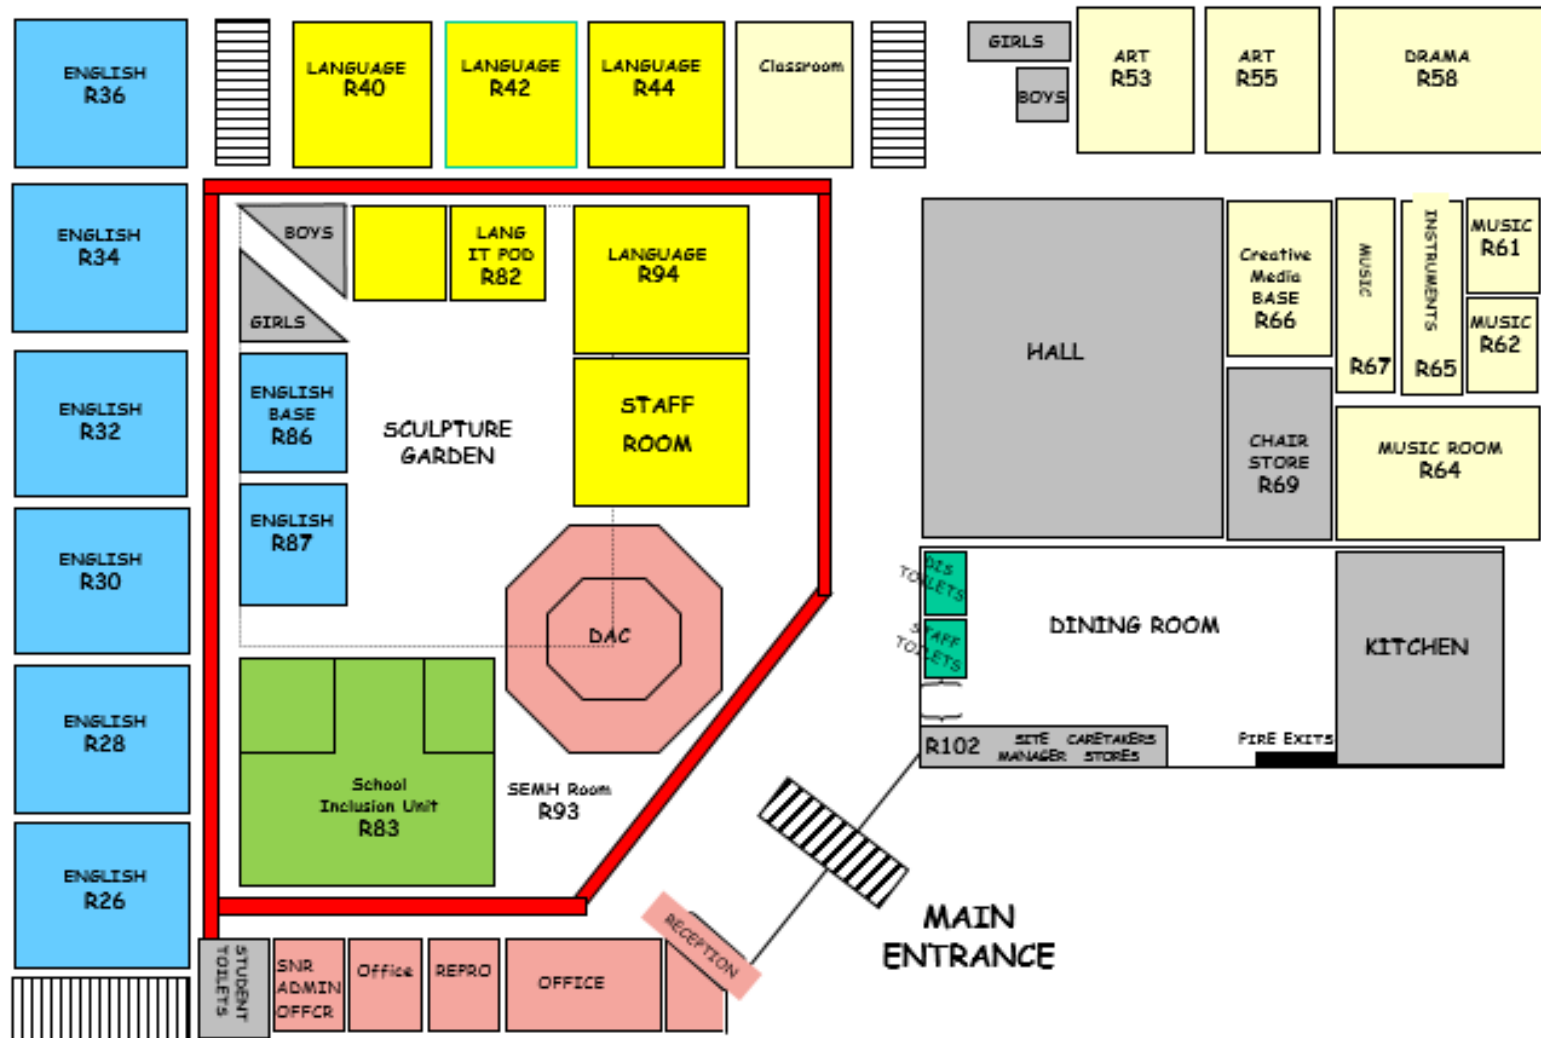 ENGLISH
R36
LANGUAGE
R40
LANGUAGE
R42
LANGUAGE
R44
Classroom
GIRLS
BOYS
ART
R53
ART
R55
DRAMA
R58
ENGLISH
R34
BOYS
GIRLS
LANG
IT POD
R82
LANGUAGE
R94
HALL
Creative
Media
BASE
R66
MUSIC
R67
INSTRUMENTS
R65
MUSIC
R61
MUSIC
R62
ENGLISH
R32
ENGLISH
BASE
R86
SCULPTURE
GARDEN
STAFF
ROOM
CHAIR
STORE
R69
MUSIC ROOM
R64
ENGLISH
R30
ENGLISH
R87
DAC
DIS
TOILETS
STAFF
TOILETS
DINING ROOM
KITCHEN
ENGLISH
R28
School
Inclusion Unit
R83
SEMH Room
R93
R102
SITE CARETAKERS
MANAGER STORES
FIRE EXITS
ENGLISH
R26
RECEPTION
MAIN
ENTRANCE
STUDENT
TOILETS
SNR
ADMIN
OFFCR
Office
REPRO
OFFICE